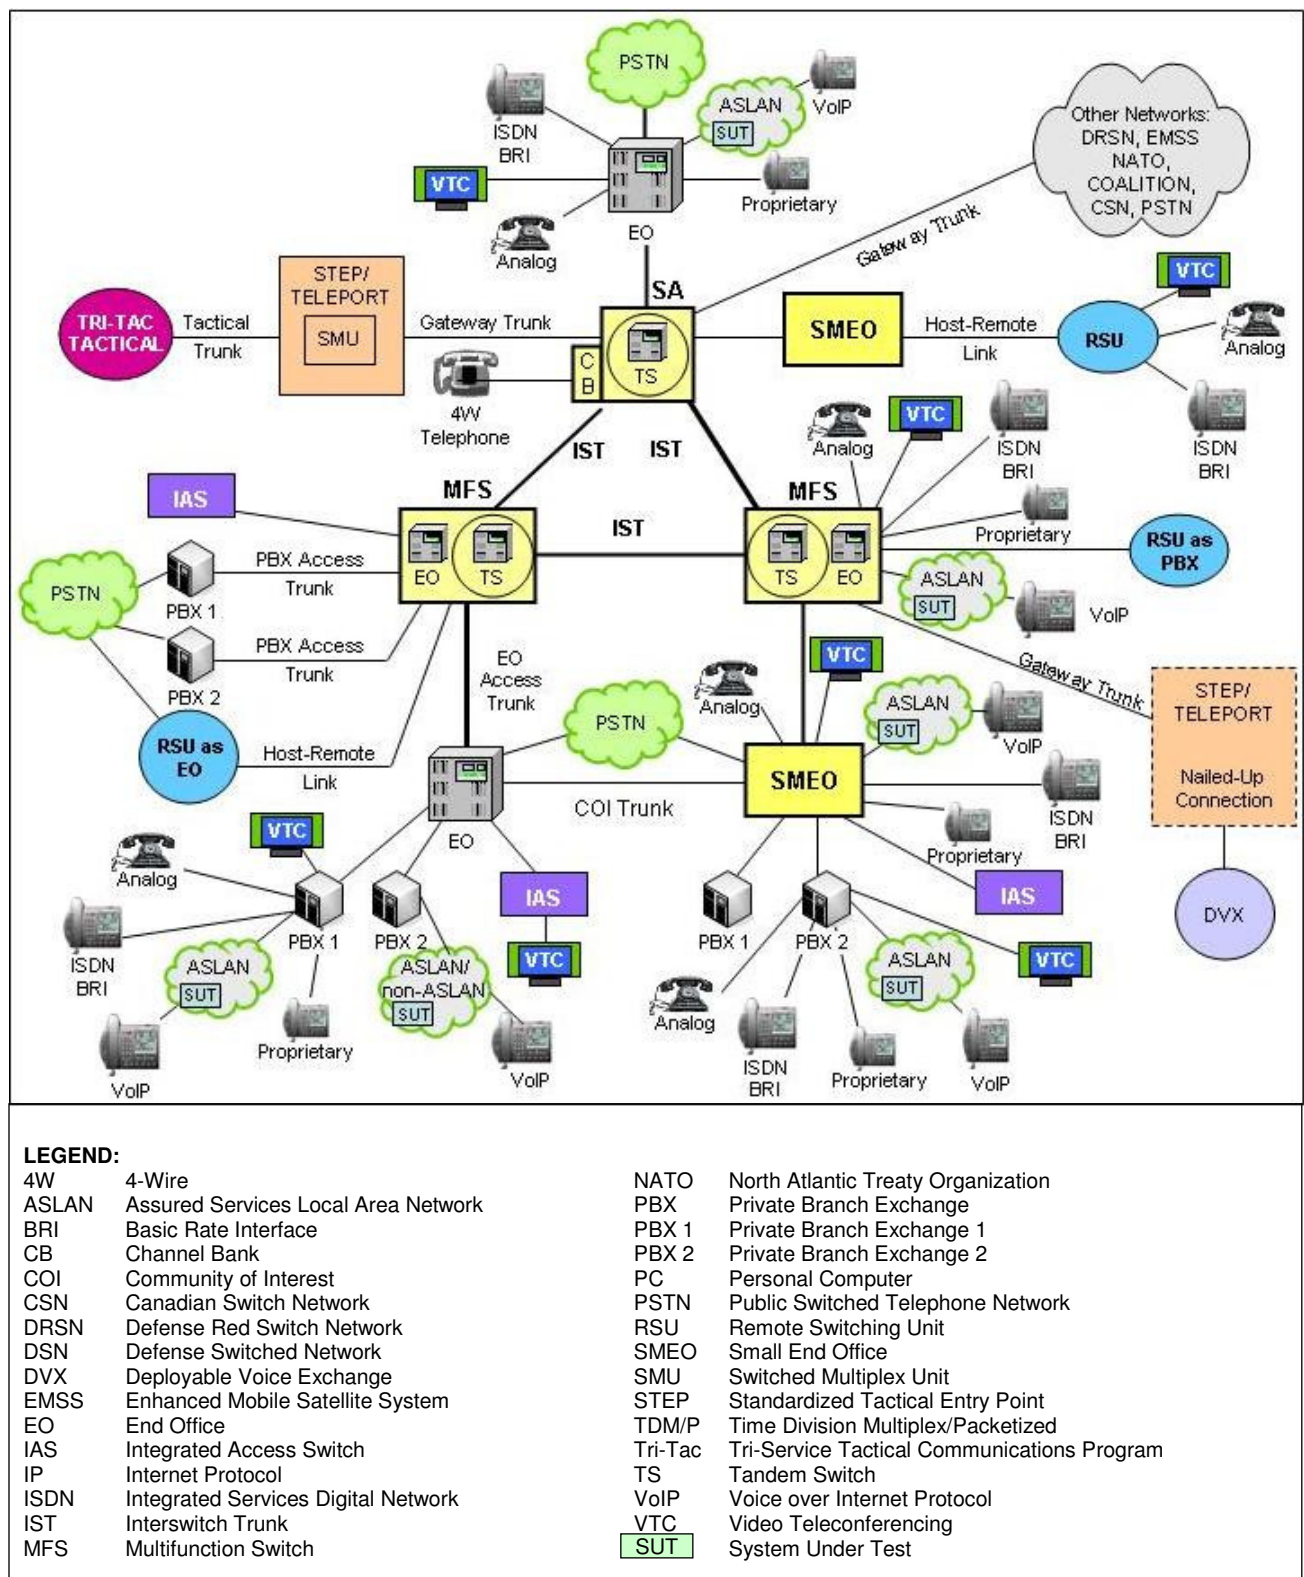 PSTN
ASLAN
SUT
VoIP
ISDN
BRI
VTC
Proprietary
EO
Analog
Other Networks:
DRSN, EMSS
NATO,
COALITION,
CSN, PSTN
Gateway Trunk
SA
STEP/
TELEPORT
SMU
TRI-TAC
TACTICAL
Tactical
Trunk
Gateway Trunk
C
B
TS
4W
Telephone
SMEO
Host-Remote
Link
RSU
VTC
Analog
ISDN
BRI
IST
IST
IAS
MFS
EO
TS
IST
MFS
TS
EO
Analog
VTC
ISDN
BRI
Proprietary
RSU as
PBX
ASLAN
SUT
VoIP
PSTN
PBX 1
PBX Access
Trunk
PBX 2
PBX Access
Trunk
RSU as
EO
Host-Remote
Link
EO
Access
Trunk
Gateway Trunk
STEP/
TELEPORT
Nailed-Up
Connection
DVX
PSTN
Analog
VTC
ASLAN
SUT
VoIP
EO
COI Trunk
SMEO
ISDN
BRI
Proprietary
IAS
VTC
Analog
ISDN
BRI
PBX 1
ASLAN
SUT
VoIP
Proprietary
PBX 2
ASLAN/
non-ASLAN
SUT
VoIP
IAS
VTC
PBX 1
PBX 2
Analog
ISDN
BRI
Proprietary
ASLAN
SUT
VoIP
VTC
LEGEND:
4W 4-Wire
ASLAN Assured Services Local Area Network
BRI Basic Rate Interface
CB Channel Bank
COI Community of Interest
CSN Canadian Switch Network
DRSN Defense Red Switch Network
DSN Defense Switched Network
DVX Deployable Voice Exchange
EMSS Enhanced Mobile Satellite System
EO End Office
IAS Integrated Access Switch
IP Internet Protocol
ISDN Integrated Services Digital Network
IST Interswitch Trunk
MFS Multifunction Switch
NATO North Atlantic Treaty Organization
PBX Private Branch Exchange
PBX 1 Private Branch Exchange 1
PBX 2 Private Branch Exchange 2
PC Personal Computer
PSTN Public Switched Telephone Network
RSU Remote Switching Unit
SMEO Small End Office
SMU Switched Multiplex Unit
STEP Standardized Tactical Entry Point
TDM/P Time Division Multiplex/Packetized
Tri-Tac Tri-Service Tactical Communications Program
TS Tandem Switch
VoIP Voice over Internet Protocol
VTC Video Teleconferencing
SUT System Under Test